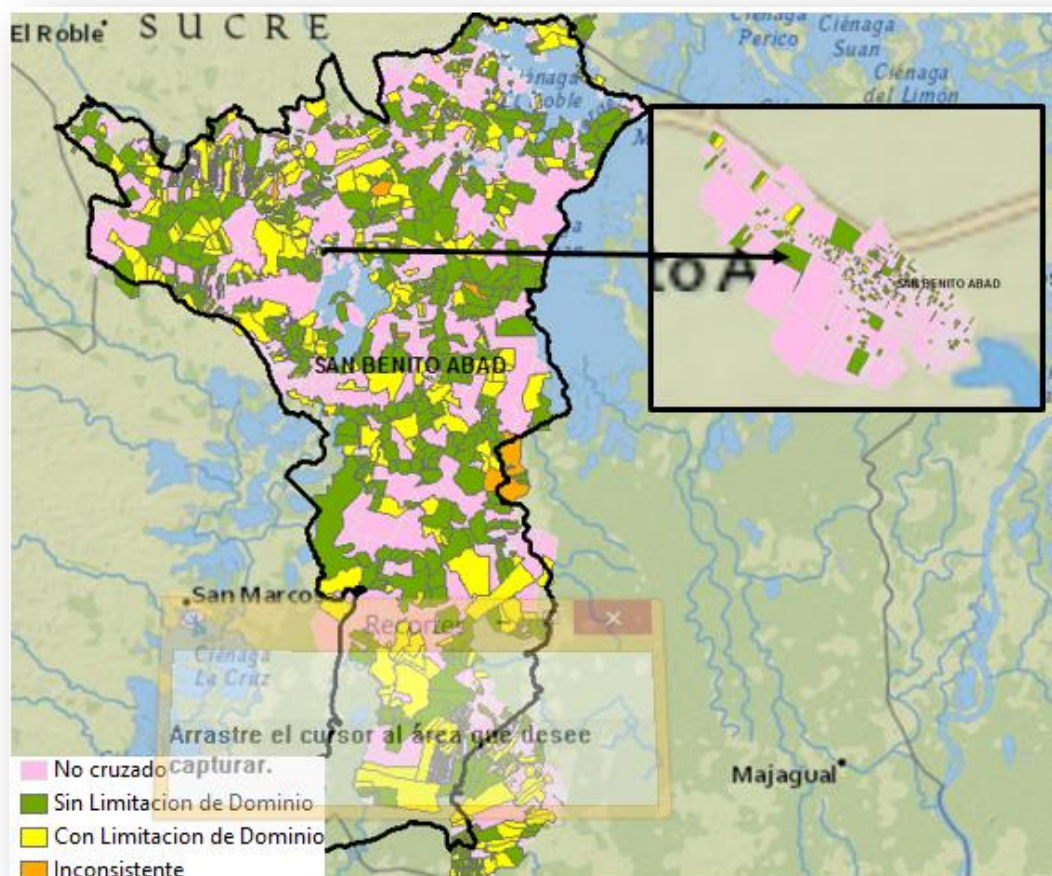 El Roble
SUCRE
Ciénaga
Perico
Ciénaga
Suan
Ciénaga
del Limón
SAN BENITO ABAD
to A
SAN BENITO ABAD
San Marcos
Recortes
Ciénaga
La Cruz
Arrastre el cursor al área que desee
capturar.
Majagual
No cruzado
Sin Limitacion de Dominio
Con Limitacion de Dominio
Inconsistente